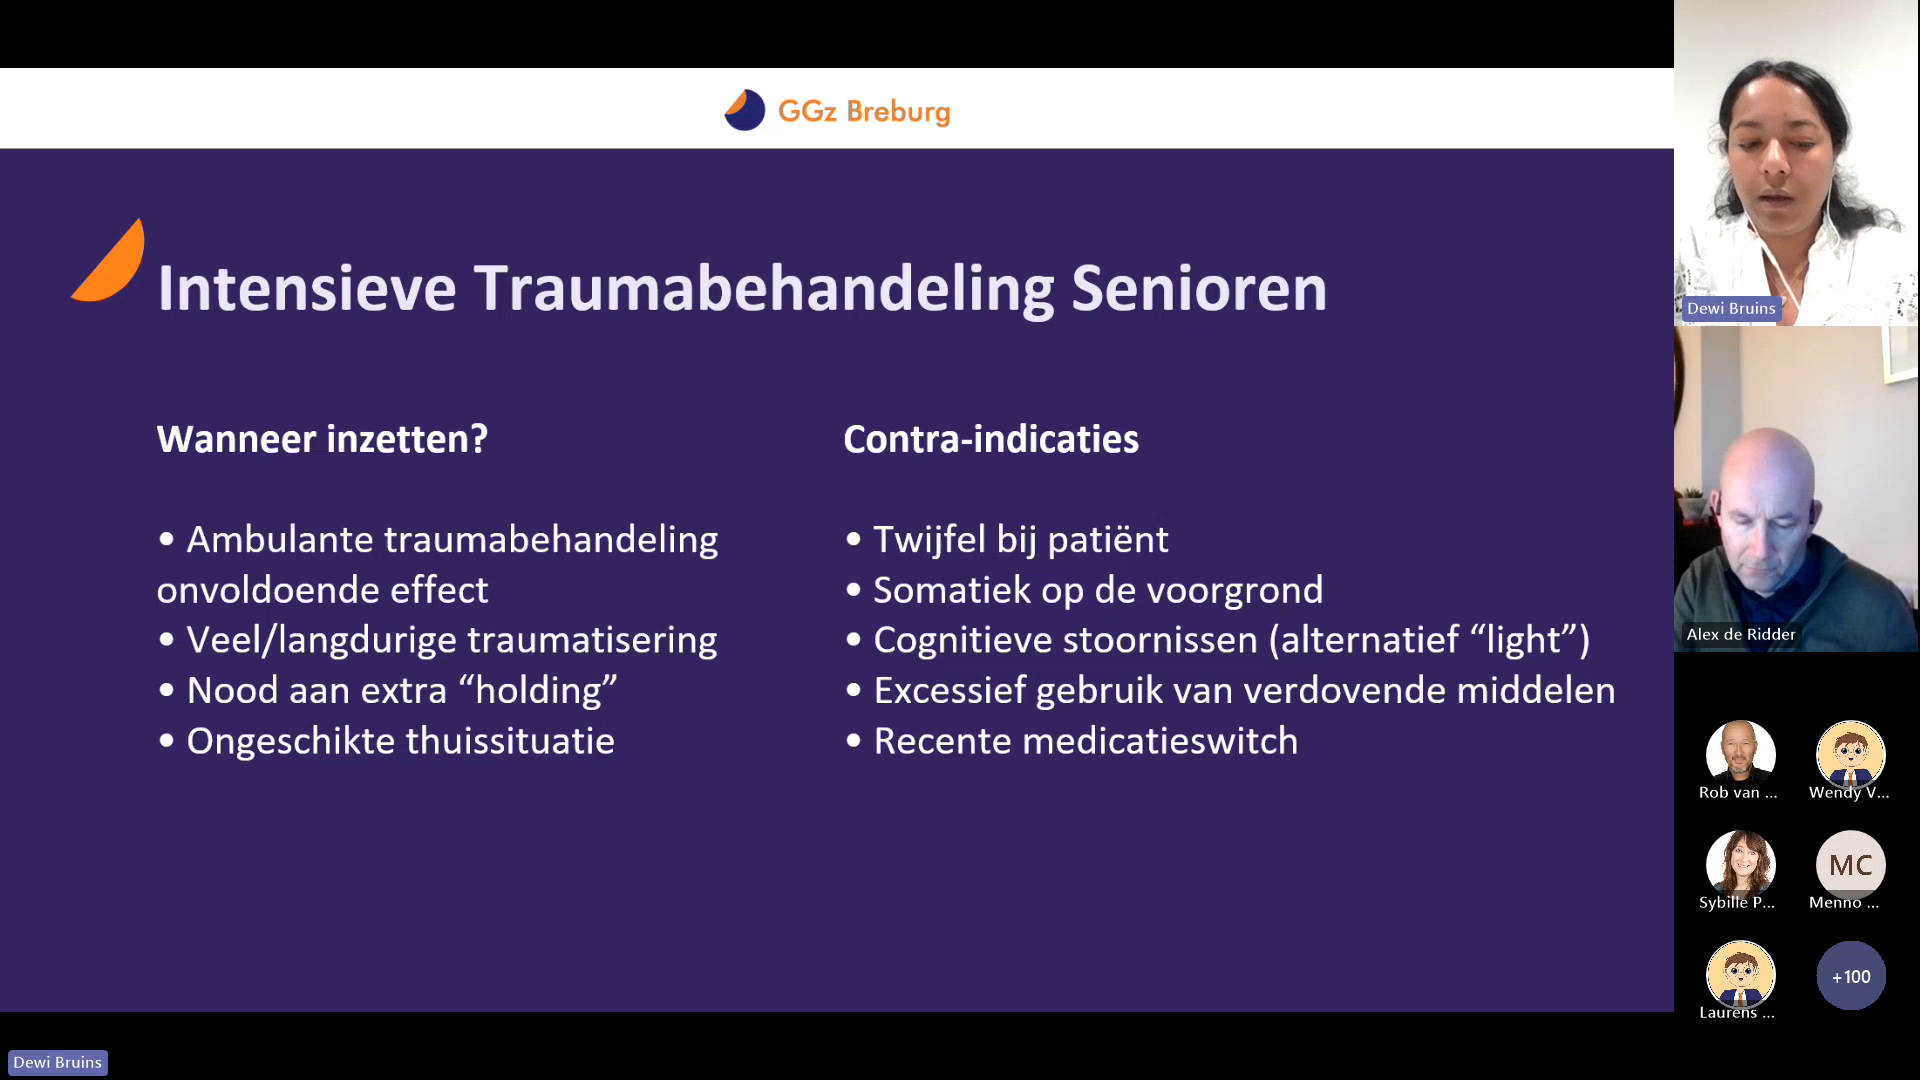 GGz Breburg
Intensieve Traumabehandeling Senioren
Wanneer inzetten?
• Ambulante traumabehandeling
onvoldoende effect
• Veel/langdurige traumatisering
• Nood aan extra “holding”
• Ongeschikte thuissituatie
Contra-indicaties
• Twijfel bij patiënt
• Somatiek op de voorgrond
• Cognitieve stoornissen (alternatief “light”)
• Excessief gebruik van verdovende middelen
• Recente medicatieswitch
Dewi Bruins
Alex de Ridder
Rob van ...
Wendy V...
Sybille P...
MC
Menno ...
Laurens ...
+100
Dewi Bruins